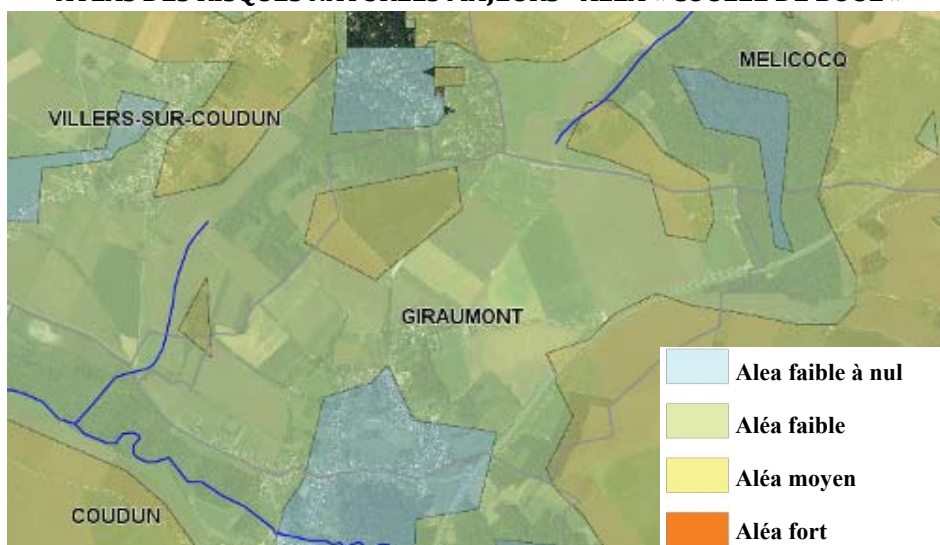 MELICOCQ
VILLERS-SUR-COUDUN
GIRAUMONT
COUDUN
Alea faible à nul
Aléa faible
Aléa moyen
Aléa fort